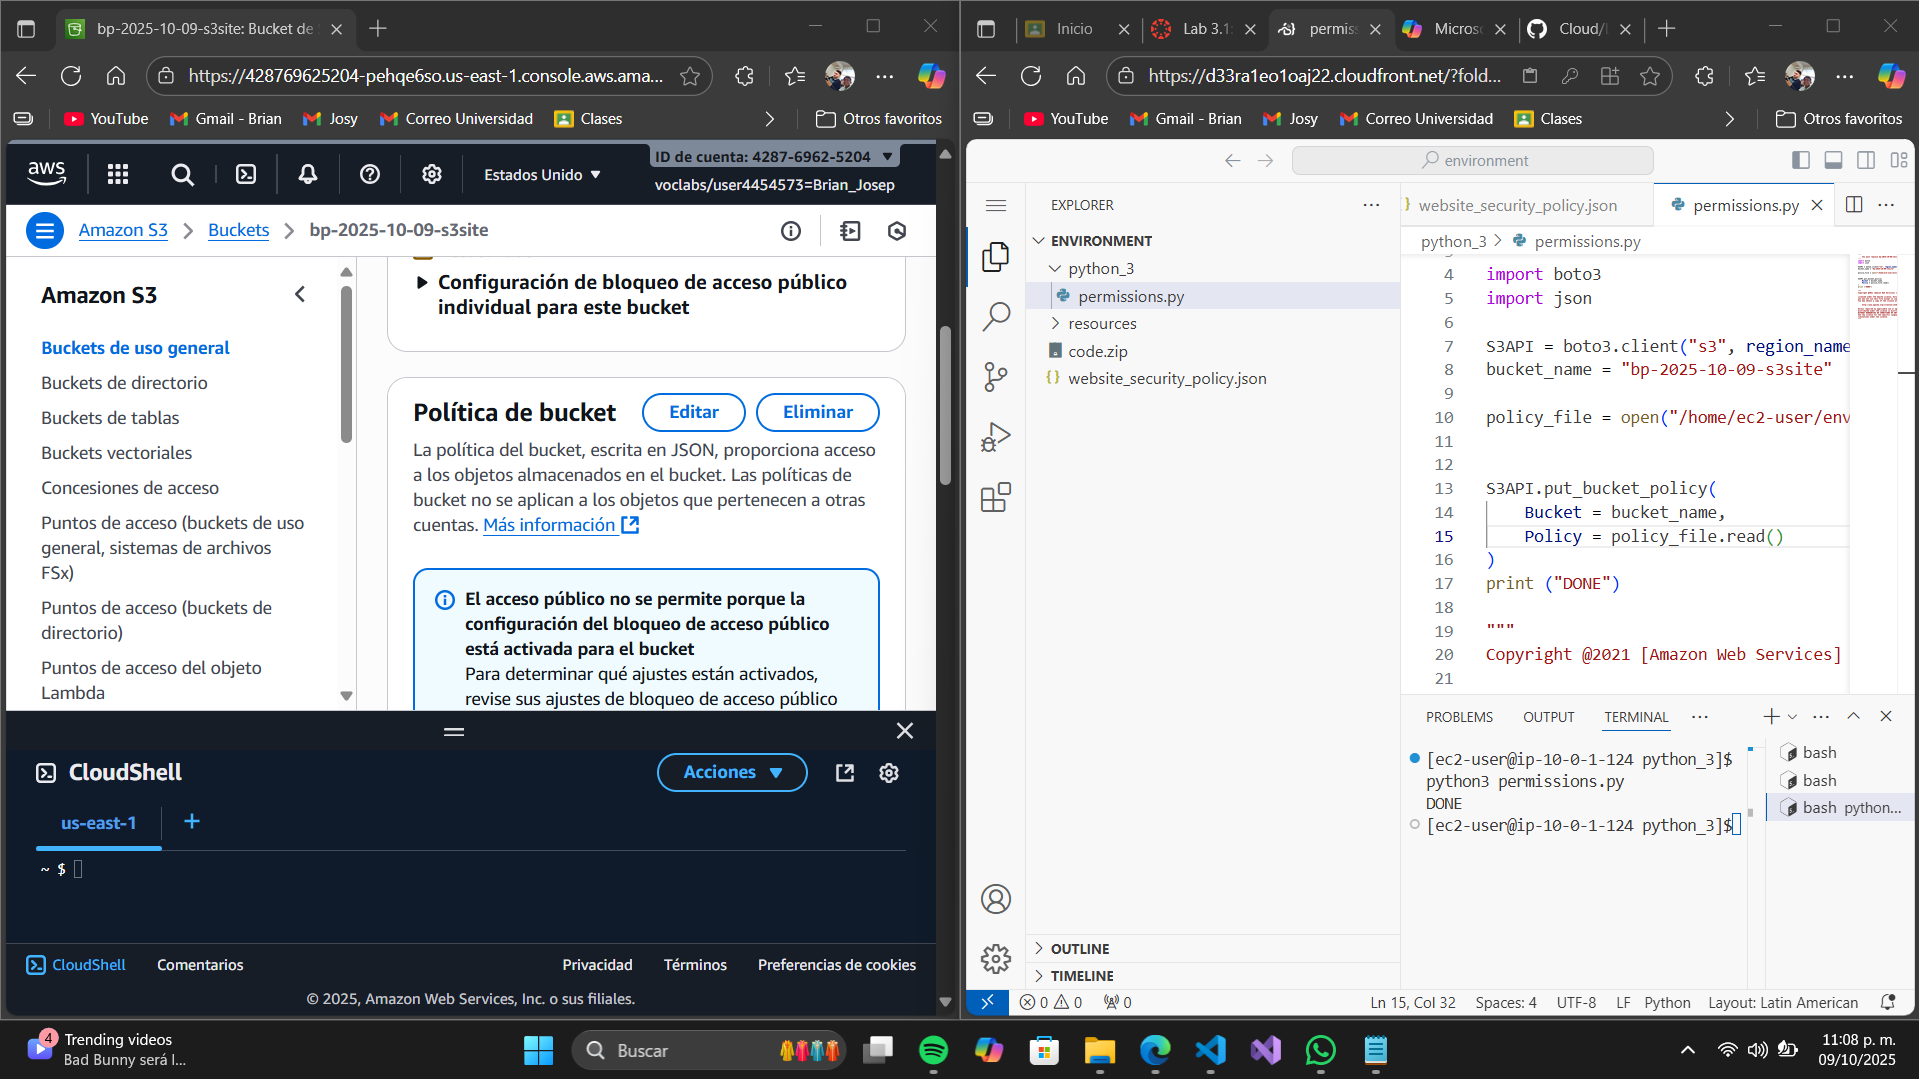 bp-2025-10-09-s3site: Bucket de
https://428769625204-pehqe6so.us-east-1.console.aws.ama...
YouTube
Gmail - Brian
Josy
Correo Universidad
Clases
Otros favoritos
aws
Estados Unido
ID de cuenta: 4287-6962-5204
voclabs/user4454573=Brian_Josep
Amazon S3
Buckets
bp-2025-10-09-s3site
Amazon S3
Buckets de uso general
Buckets de directorio
Buckets de tablas
Buckets vectoriales
Concesiones de acceso
Puntos de acceso (buckets de uso
general, sistemas de archivos
FSx)
Puntos de acceso (buckets de
directorio)
Puntos de acceso del objeto
Lambda
Configuración de bloqueo de acceso público
individual para este bucket
Política de bucket
Editar
Eliminar
La política del bucket, escrita en JSON, proporciona acceso
a los objetos almacenados en el bucket. Las políticas de
bucket no se aplican a los objetos que pertenecen a otras
cuentas. Más información
El acceso público no se permite porque la
configuración del bloqueo de acceso público
está activada para el bucket
Para determinar qué ajustes están activados,
revise sus ajustes de bloqueo de acceso público
CloudShell
Acciones
us-east-1
+
~ $
CloudShell
Comentarios
Privacidad
Términos
Preferencias de cookies
© 2025, Amazon Web Services, Inc. o sus filiales.
Inicio
Lab 3.1:
permiss
Micros
Cloud/
https://d33ra1eo1oaj22.cloudfront.net/?fold...
YouTube
Gmail - Brian
Josy
Correo Universidad
Clases
Otros favoritos
environment
EXPLORER
ENVIRONMENT
python_3
permissions.py
resources
code.zip
{} website_security_policy.json
OUTLINE
TIMELINE
website_security_policy.json
permissions.py
python_3 > permissions.py
4 import boto3
5 import json
6
7 S3API = boto3.client("s3", region_name
8 bucket_name = "bp-2025-10-09-s3site"
9
10 policy_file = open("/home/ec2-user/env
11
12
13 S3API.put_bucket_policy(
14 Bucket = bucket_name,
15 Policy = policy_file.read()
16 )
17 print ("DONE")
18
19 """
20 Copyright @2021 [Amazon Web Services]
21
PROBLEMS
OUTPUT
TERMINAL
[ec2-user@ip-10-0-1-124 python_3]$
python3 permissions.py
DONE
[ec2-user@ip-10-0-1-124 python_3]$
bash
bash
bash python...
0 0
0
Ln 15, Col 32
Spaces: 4
UTF-8
LF
Python
Layout: Latin American
4
Trending videos
Bad Bunny será l...
Buscar
11:08 p. m.
09/10/2025